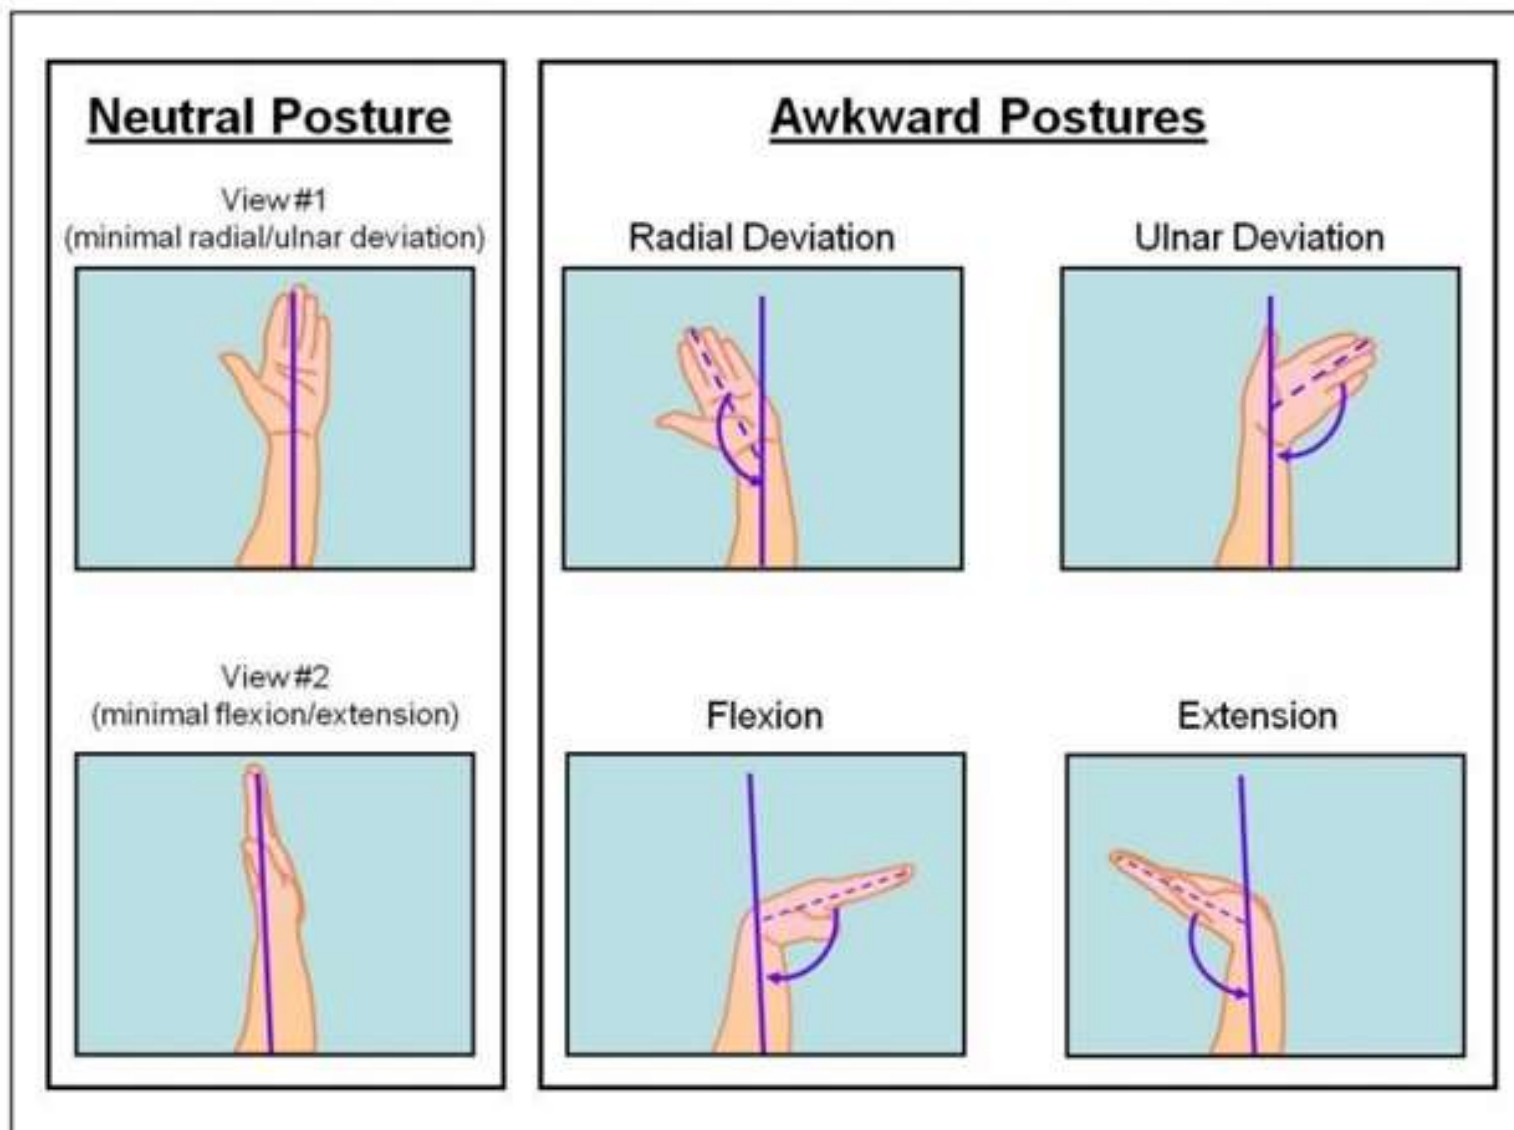 Neutral Posture
View #1
(minimal radial/ulnar deviation)
View #2
(minimal flexion/extension)
Awkward Postures
Radial Deviation
Ulnar Deviation
Flexion
Extension